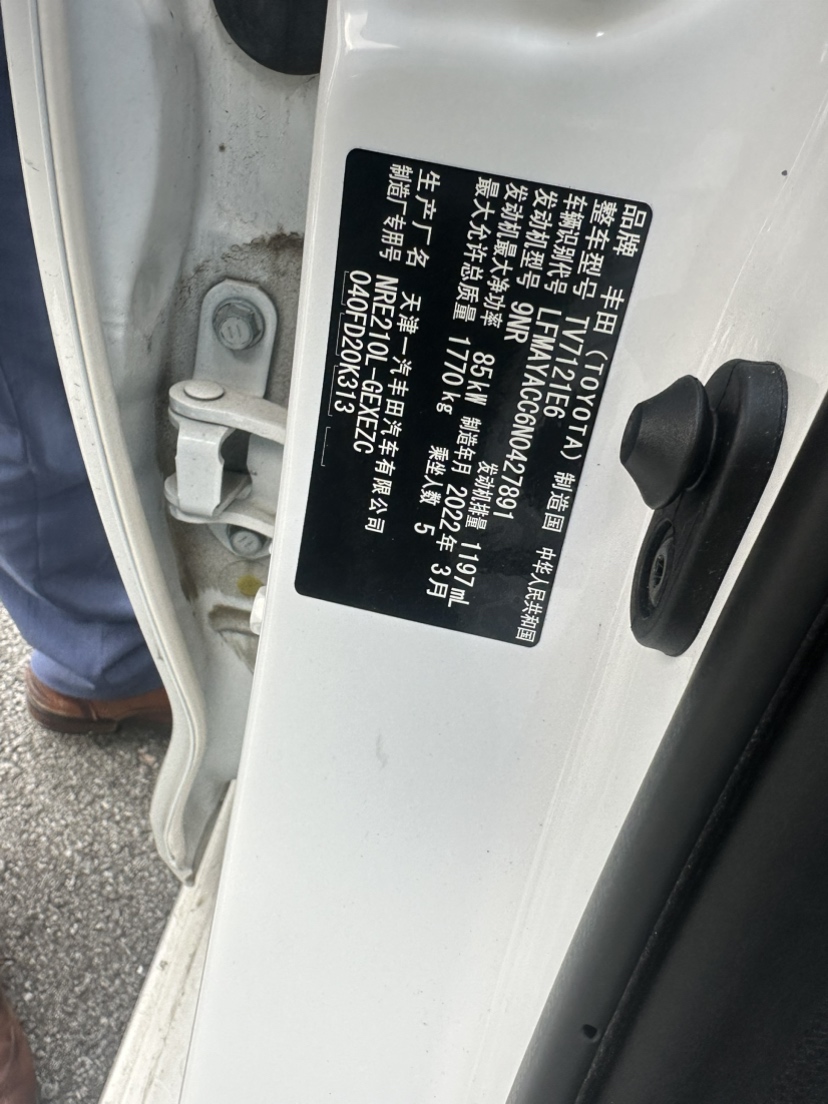 品牌 丰田(TOYOTA) 制造国 中华人民共和国
整车型号 TV7121E6
车辆识别代号 LFMAYACC6N0427891
发动机型号 9NR 发动机排量 1197mL
发动机最大净功率 85kW 制造年月 2022年 3月
最大允许总质量 1770kg 乘坐人数 5
生产厂名 天津一汽丰田汽车有限公司
制造厂专用号 NRE210L-GEXEZC
040FD20K313